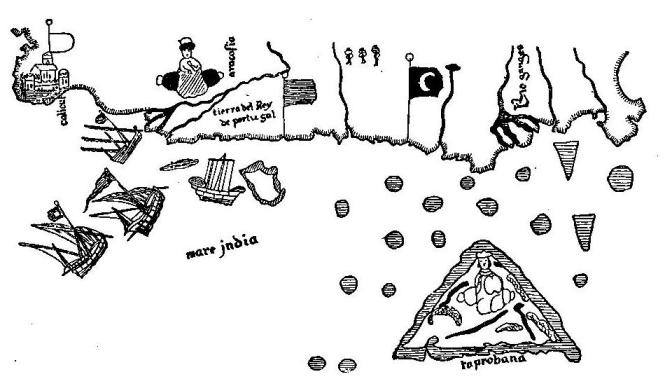 calicut
aracosia
tierra del Rey
de portugal
Rio ganges
mare jndia
taprobana